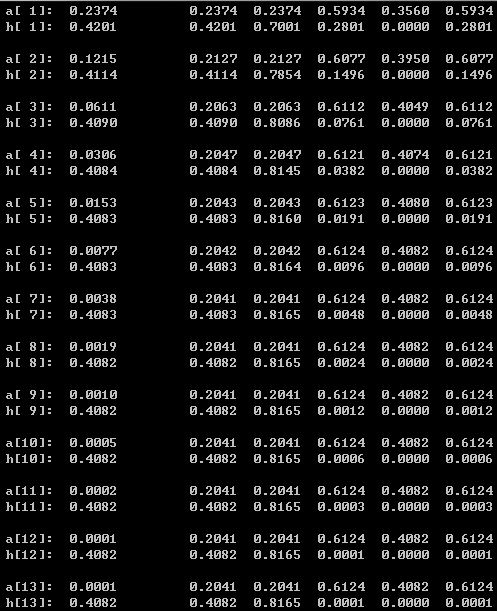 a[ 1]: 0.2374 0.2374 0.2374 0.5934 0.3560 0.5934
h[ 1]: 0.4201 0.4201 0.7001 0.2801 0.0000 0.2801
a[ 2]: 0.1215 0.2127 0.2127 0.6077 0.3950 0.6077
h[ 2]: 0.4114 0.4114 0.7854 0.1496 0.0000 0.1496
a[ 3]: 0.0611 0.2063 0.2063 0.6112 0.4049 0.6112
h[ 3]: 0.4090 0.4090 0.8086 0.0761 0.0000 0.0761
a[ 4]: 0.0306 0.2047 0.2047 0.6121 0.4074 0.6121
h[ 4]: 0.4084 0.4084 0.8145 0.0382 0.0000 0.0382
a[ 5]: 0.0153 0.2043 0.2043 0.6123 0.4080 0.6123
h[ 5]: 0.4083 0.4083 0.8160 0.0191 0.0000 0.0191
a[ 6]: 0.0077 0.2042 0.2042 0.6124 0.4082 0.6124
h[ 6]: 0.4083 0.4083 0.8164 0.0096 0.0000 0.0096
a[ 7]: 0.0038 0.2041 0.2041 0.6124 0.4082 0.6124
h[ 7]: 0.4083 0.4083 0.8165 0.0048 0.0000 0.0048
a[ 8]: 0.0019 0.2041 0.2041 0.6124 0.4082 0.6124
h[ 8]: 0.4082 0.4082 0.8165 0.0024 0.0000 0.0024
a[ 9]: 0.0010 0.2041 0.2041 0.6124 0.4082 0.6124
h[ 9]: 0.4082 0.4082 0.8165 0.0012 0.0000 0.0012
a[10]: 0.0005 0.2041 0.2041 0.6124 0.4082 0.6124
h[10]: 0.4082 0.4082 0.8165 0.0006 0.0000 0.0006
a[11]: 0.0002 0.2041 0.2041 0.6124 0.4082 0.6124
h[11]: 0.4082 0.4082 0.8165 0.0003 0.0000 0.0003
a[12]: 0.0001 0.2041 0.2041 0.6124 0.4082 0.6124
h[12]: 0.4082 0.4082 0.8165 0.0001 0.0000 0.0001
a[13]: 0.0001 0.2041 0.2041 0.6124 0.4082 0.6124
h[13]: 0.4082 0.4082 0.8165 0.0001 0.0000 0.0001